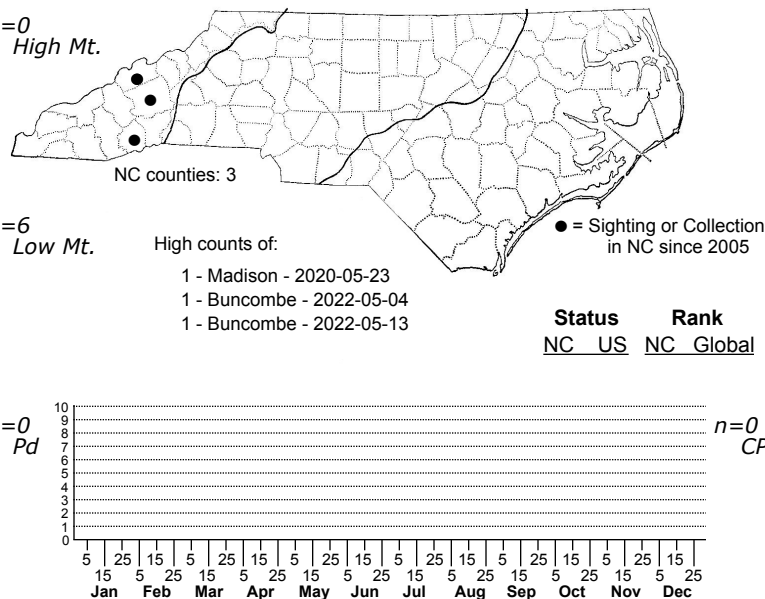 =0
High Mt.
NC counties: 3
=6
Low Mt.
High counts of:
1 - Madison - 2020-05-23
1 - Buncombe - 2022-05-04
1 - Buncombe - 2022-05-13
● = Sighting or Collection
in NC since 2005
Status Rank
NC US NC Global
=0
Pd
n=0
CP
10
9
8
7
6
5
4
3
2
1
0
5 25 15 5 25 15 5 25 15 5 25 15 5 25 15 5 25 15
15 5 25 15 5 25 15 5 25 15 5 25 15 5 25 15 5 25
Jan Feb Mar Apr May Jun Jul Aug Sep Oct Nov Dec